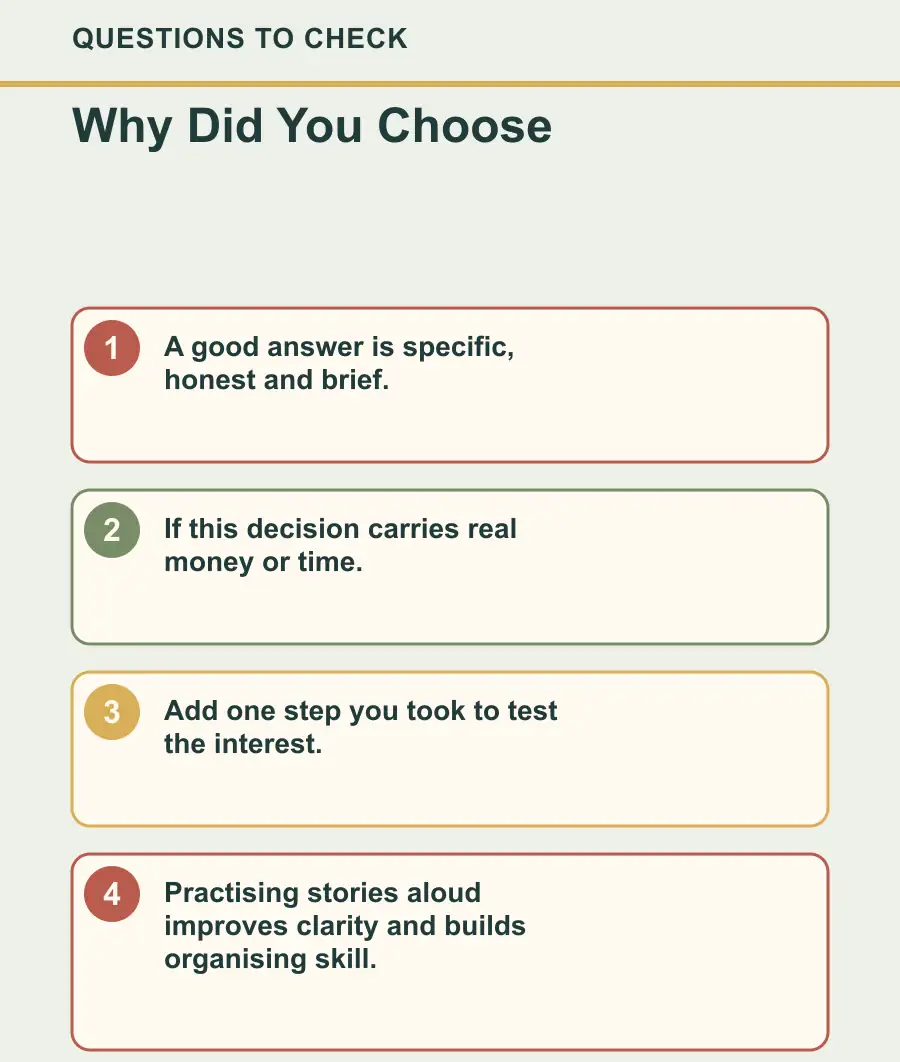 QUESTIONS TO CHECK
Why Did You Choose
1
A good answer is specific,
honest and brief.
2
If this decision carries real
money or time.
3
Add one step you took to test
the interest.
4
Practising stories aloud
improves clarity and builds
organising skill.